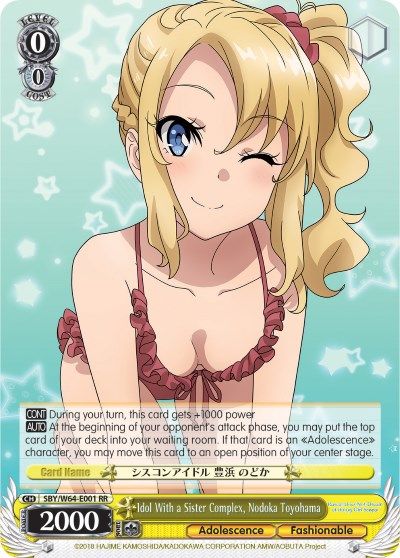 LEVEL
0
0
COST
CONT During your turn, this card gets +1000 power
AUTO At the beginning of your opponent's attack phase, you may put the top card of your deck into your waiting room. If that card is an «Adolescence» character, you may move this card to an open position of your center stage.
Card Name シスコンアイドル 豊浜 のどか
CH SBY/W64-E001 RR
Idol With a Sister Complex, Nodoka Toyohama
POWER 2000
Adolescence Fashionable
©2018 HAJIME KAMOSHIDA/KADOKAWA CORPORATION AMW/AOBUTA Project